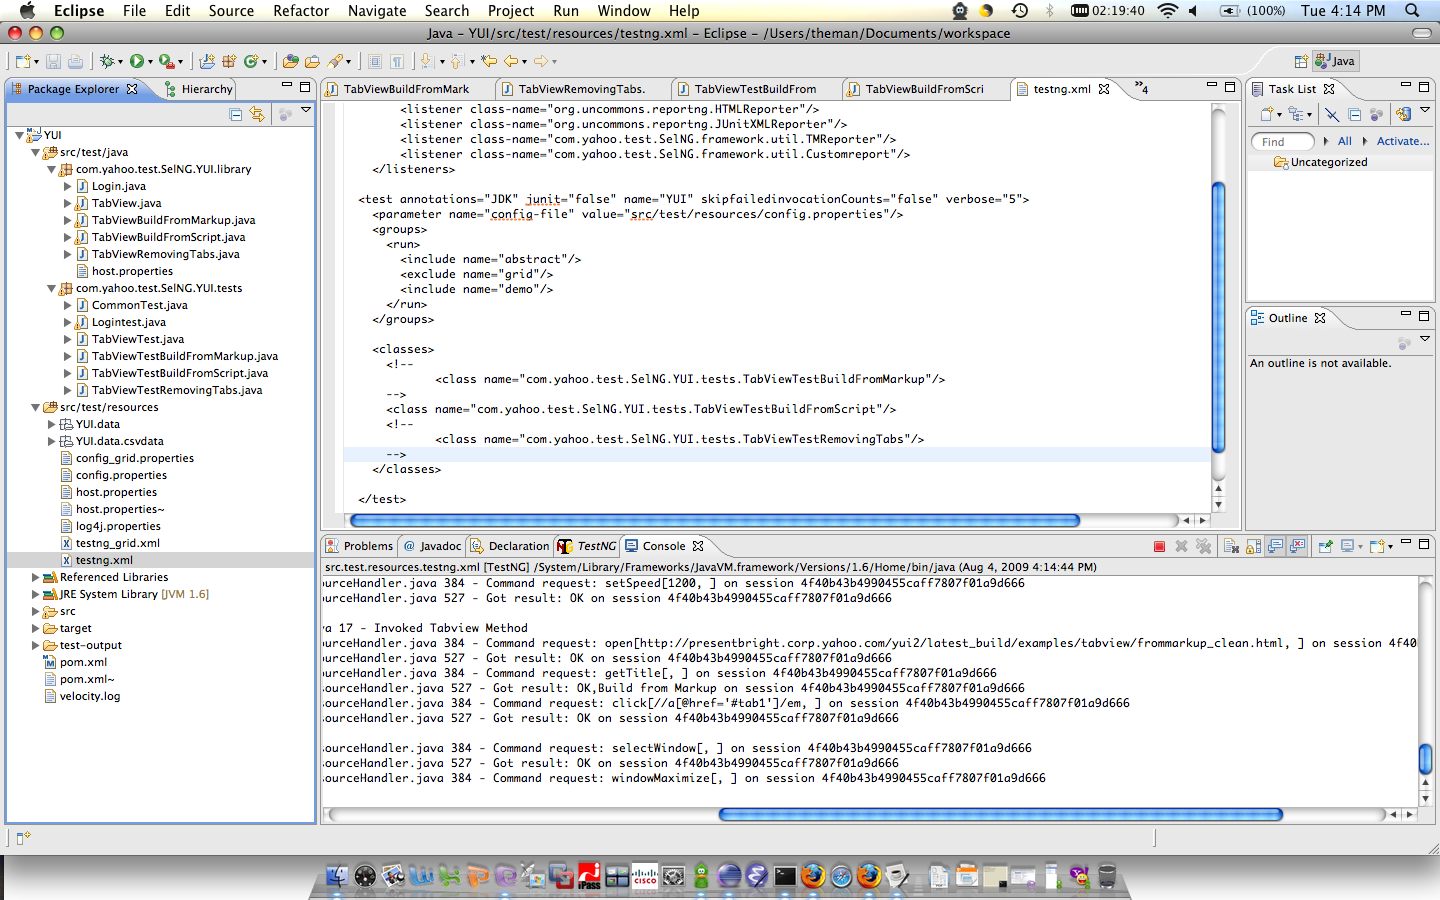 Eclipse File Edit Source Refactor Navigate Search Project Run Window Help 02:19:40 (100%) Tue 4:14 PM
Java – YUI/src/test/resources/testng.xml – Eclipse – /Users/theman/Documents/workspace
Java
Package Explorer Hierarchy
YUI
src/test/java
com.yahoo.test.SelNG.YUI.library
Login.java
TabView.java
TabViewBuildFromMarkup.java
TabViewBuildFromScript.java
TabViewRemovingTabs.java
host.properties
com.yahoo.test.SelNG.YUI.tests
CommonTest.java
Logintest.java
TabViewTest.java
TabViewTestBuildFromMarkup.java
TabViewTestBuildFromScript.java
TabViewTestRemovingTabs.java
src/test/resources
YUI.data
YUI.data.csvdata
config_grid.properties
config.properties
host.properties
host.properties~
log4j.properties
testng_grid.xml
testng.xml
Referenced Libraries
JRE System Library [JVM 1.6]
src
target
test-output
pom.xml
pom.xml~
velocity.log
TabViewBuildFromMark TabViewRemovingTabs. TabViewTestBuildFrom TabViewBuildFromScri testng.xml »4
<listener class-name="org.uncommons.reportng.HTMLReporter"/>
<listener class-name="org.uncommons.reportng.JUnitXMLReporter"/>
<listener class-name="com.yahoo.test.SelNG.framework.util.TMReporter"/>
<listener class-name="com.yahoo.test.SelNG.framework.util.Customreport"/>
</listeners>
<test annotations="JDK" junit="false" name="YUI" skipfailedinvocationCounts="false" verbose="5">
<parameter name="config-file" value="src/test/resources/config.properties"/>
<groups>
<run>
<include name="abstract"/>
<exclude name="grid"/>
<include name="demo"/>
</run>
</groups>
<classes>
<!--
<class name="com.yahoo.test.SelNG.YUI.tests.TabViewTestBuildFromMarkup"/>
-->
<class name="com.yahoo.test.SelNG.YUI.tests.TabViewTestBuildFromScript"/>
<!--
<class name="com.yahoo.test.SelNG.YUI.tests.TabViewTestRemovingTabs"/>
-->
</classes>
</test>
Task List
Find All Activate...
Uncategorized
Outline
An outline is not available.
Problems Javadoc Declaration TestNG Console
src.test.resources.testng.xml [TestNG] /System/Library/Frameworks/JavaVM.framework/Versions/1.6/Home/bin/java (Aug 4, 2009 4:14:44 PM)
ourceHandler.java 384 - Command request: setSpeed[1200, ] on session 4f40b43b4990455caff7807f01a9d666
ourceHandler.java 527 - Got result: OK on session 4f40b43b4990455caff7807f01a9d666
va 17 - Invoked Tabview Method
ourceHandler.java 384 - Command request: open[http://presentbright.corp.yahoo.com/yui2/latest_build/examples/tabview/frommarkup_clean.html, ] on session 4f40
ourceHandler.java 527 - Got result: OK on session 4f40b43b4990455caff7807f01a9d666
ourceHandler.java 384 - Command request: getTitle[, ] on session 4f40b43b4990455caff7807f01a9d666
ourceHandler.java 527 - Got result: OK,Build from Markup on session 4f40b43b4990455caff7807f01a9d666
ourceHandler.java 384 - Command request: click[//a[@href='#tab1']/em, ] on session 4f40b43b4990455caff7807f01a9d666
ourceHandler.java 527 - Got result: OK on session 4f40b43b4990455caff7807f01a9d666
ourceHandler.java 384 - Command request: selectWindow[, ] on session 4f40b43b4990455caff7807f01a9d666
ourceHandler.java 527 - Got result: OK on session 4f40b43b4990455caff7807f01a9d666
ourceHandler.java 384 - Command request: windowMaximize[, ] on session 4f40b43b4990455caff7807f01a9d666
iPass
CISCO